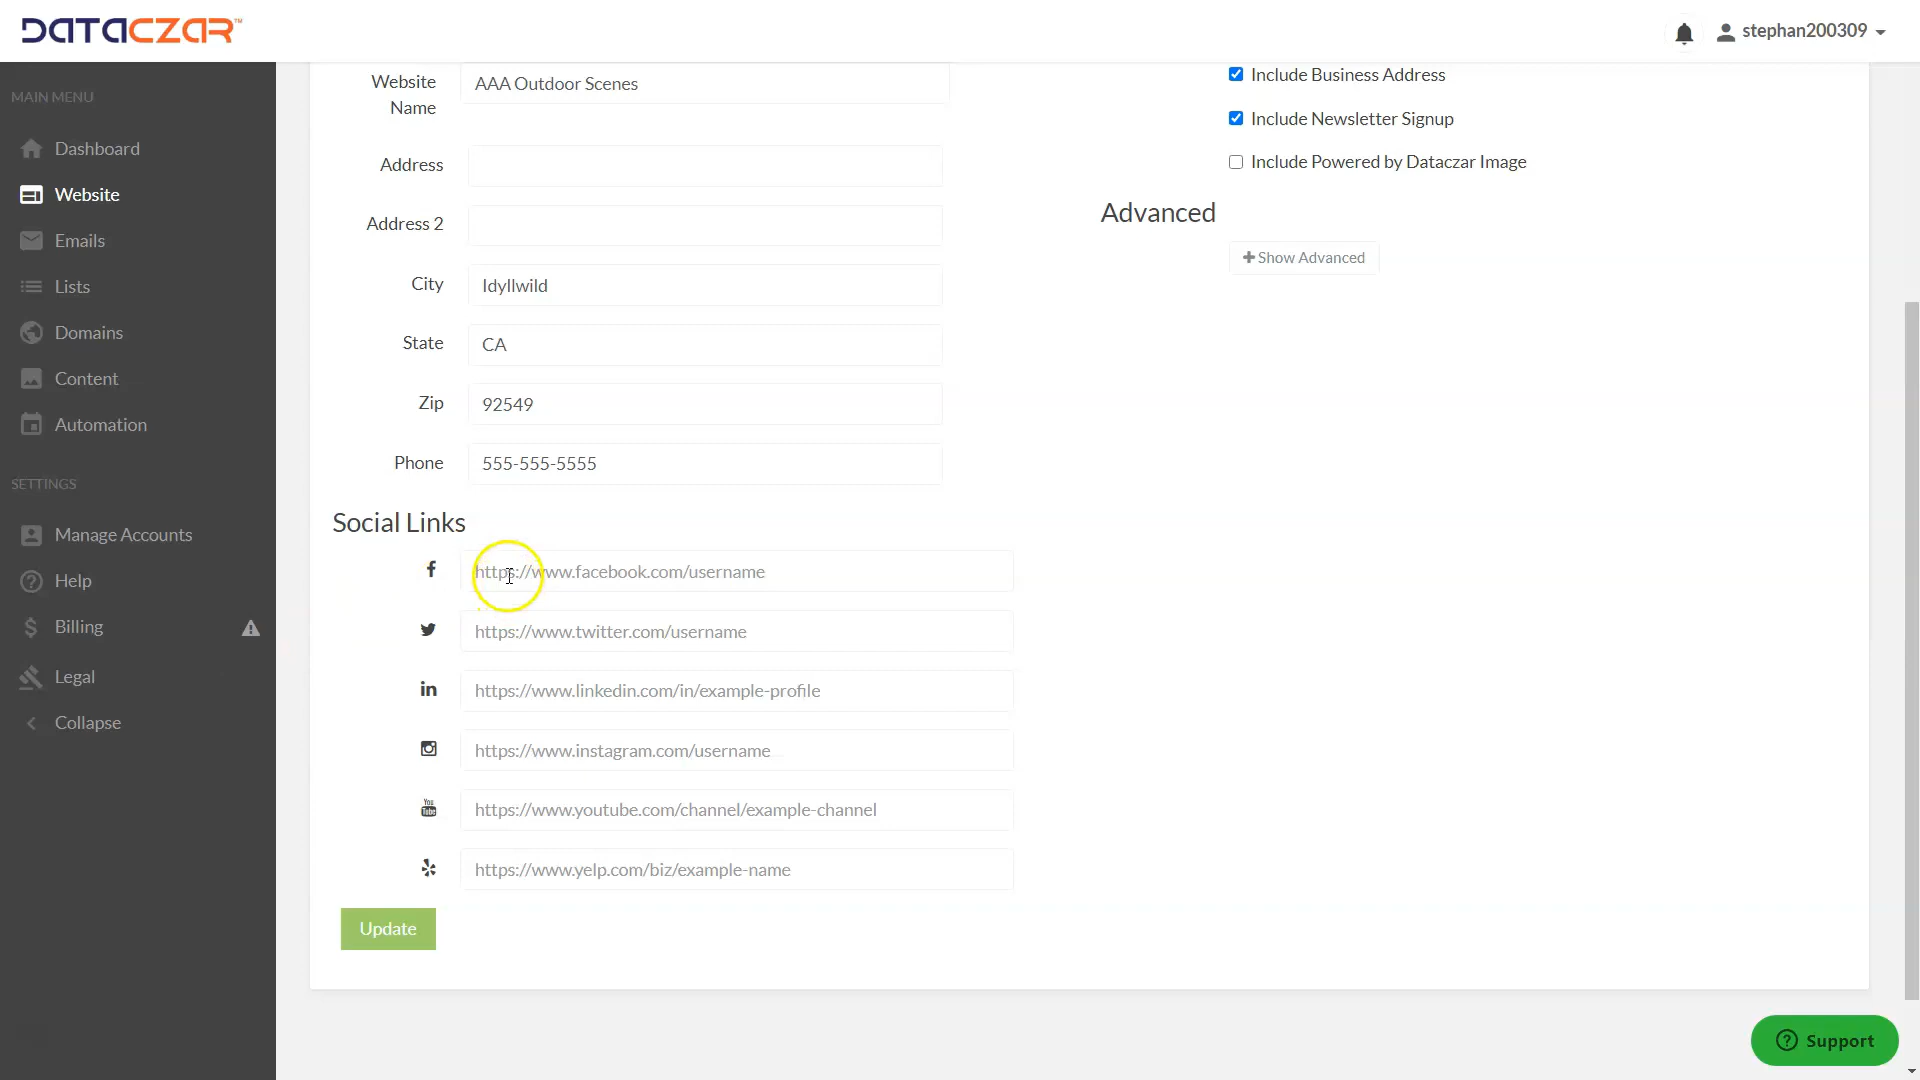 DATACZAR™
stephan200309
MAIN MENU
Dashboard
Website
Emails
Lists
Domains
Content
Automation
SETTINGS
Manage Accounts
Help
Billing
Legal
Collapse
Website
Name
AAA Outdoor Scenes
Address
Address 2
City
Idyllwild
State
CA
Zip
92549
Phone
555-555-5555
Social Links
https://www.facebook.com/username
https://www.twitter.com/username
https://www.linkedin.com/in/example-profile
https://www.instagram.com/username
You
Tube
https://www.youtube.com/channel/example-channel
https://www.yelp.com/biz/example-name
Update
Include Business Address
Include Newsletter Signup
Include Powered by Dataczar Image
Advanced
Show Advanced
Support